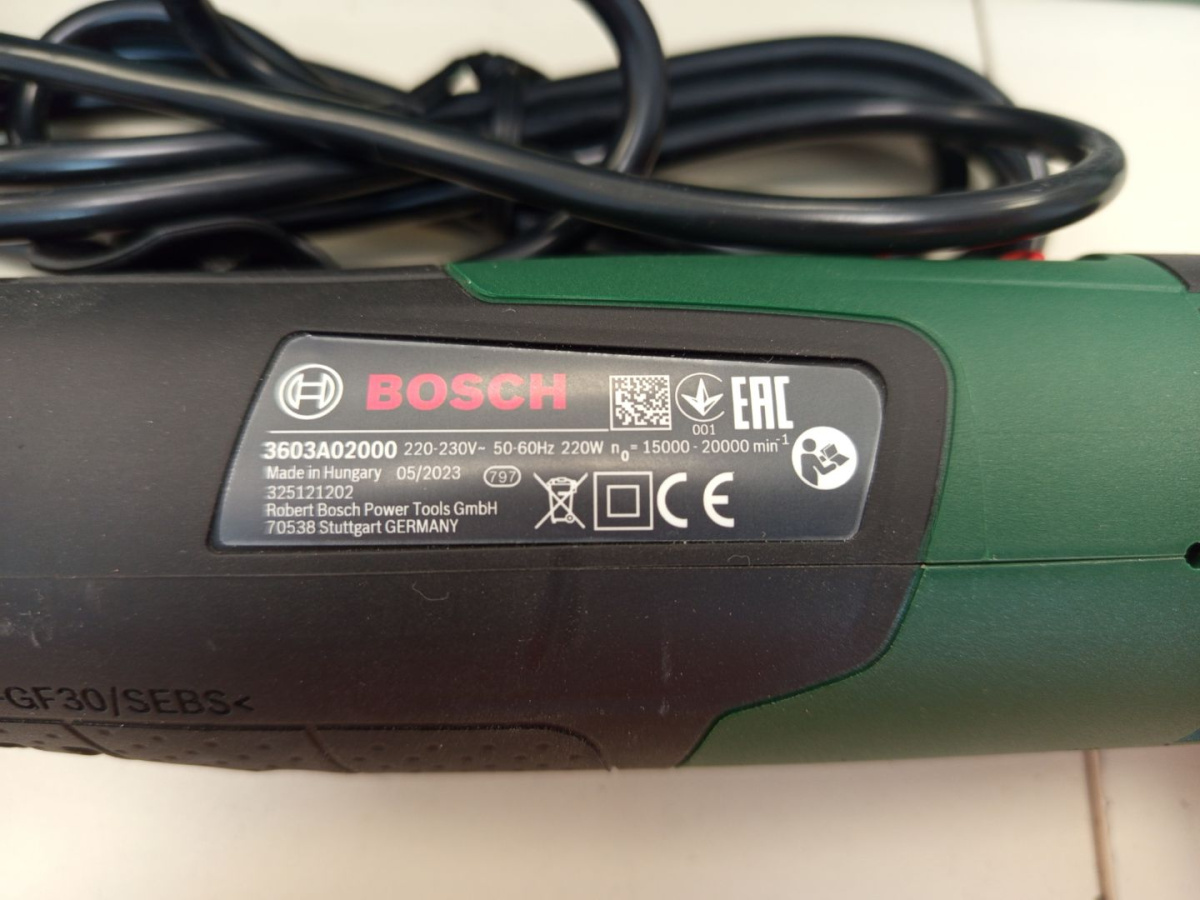 BOSCH
001
EAC
3603A02000 220-230V~ 50-60Hz 220W n₀= 15000 - 20000 min⁻¹
Made in Hungary 05/2023 797
325121202
Robert Bosch Power Tools GmbH
70538 Stuttgart GERMANY
CE
-GF30/SEBS<